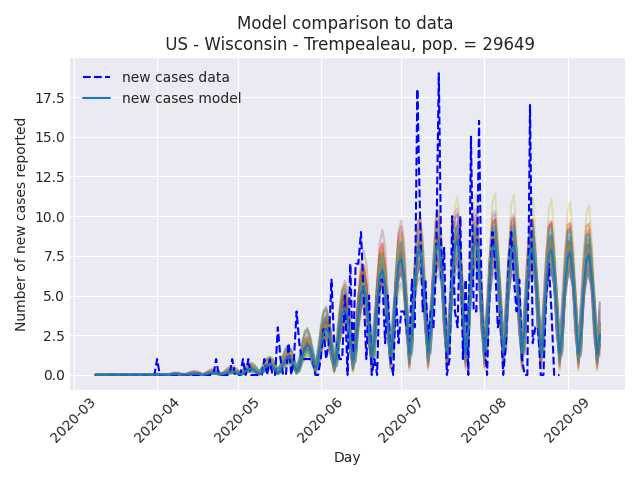 Model comparison to data
US - Wisconsin - Trempealeau, pop. = 29649
new cases data
new cases model
Number of new cases reported
17.5
15.0
12.5
10.0
7.5
5.0
2.5
0.0
2020-03
2020-04
2020-05
2020-06
2020-07
2020-08
2020-09
Day